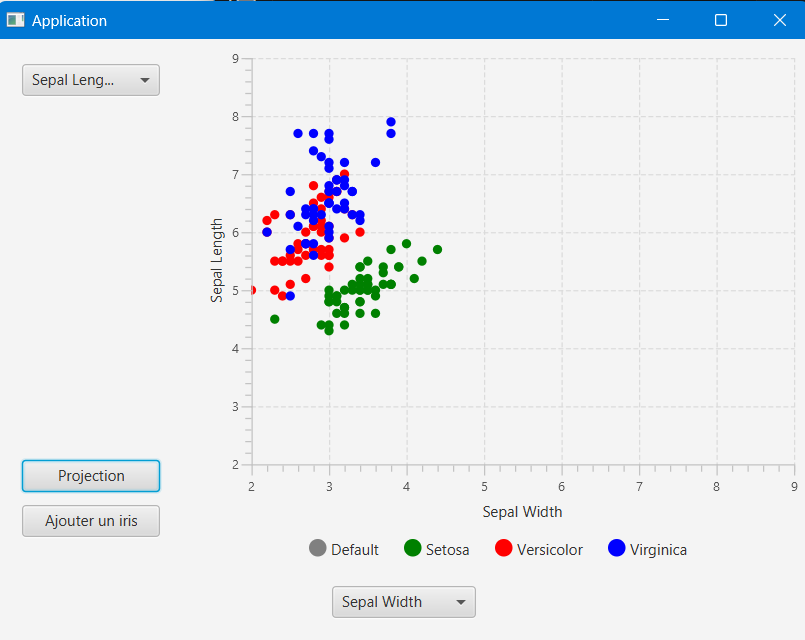 Application
Sepal Leng...
9
8
7
6
5
4
3
2
Sepal Length
2 3 4 5 6 7 8 9
Sepal Width
Projection
Ajouter un iris
Default Setosa Versicolor Virginica
Sepal Width